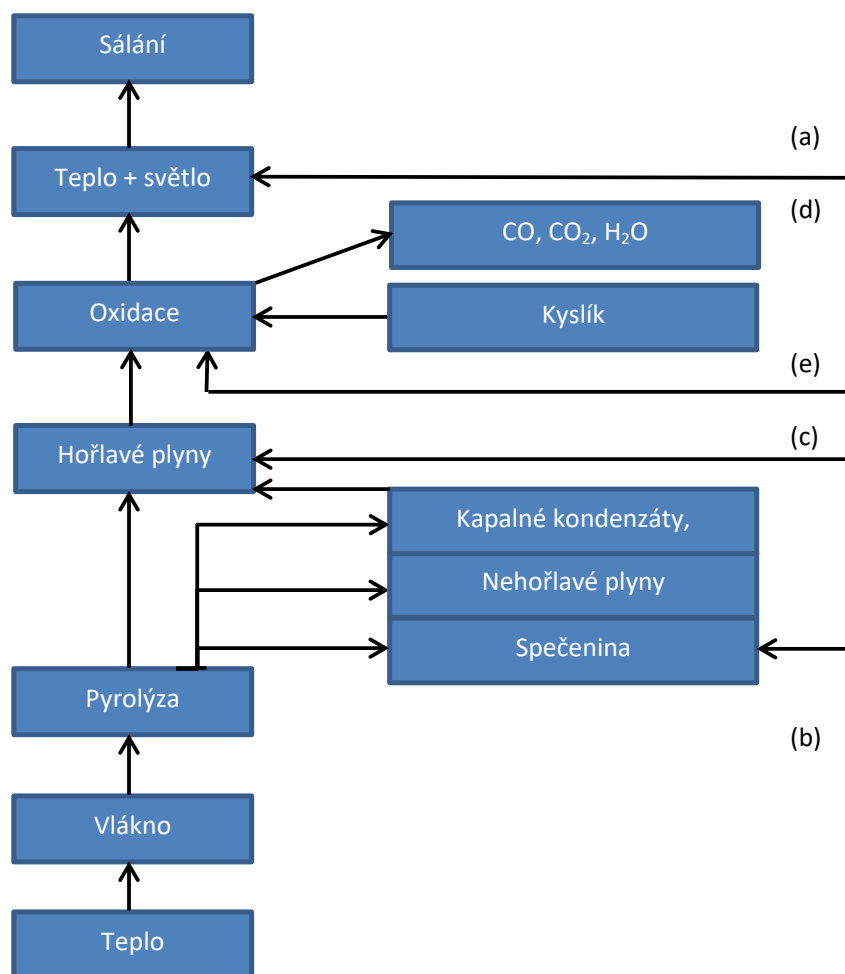 Sálání
(a)
Teplo + světlo
(d)
CO, CO₂, H₂O
Oxidace
Kyslík
(e)
(c)
Hořlavé plyny
Kapalné kondenzáty,
Nehořlavé plyny
Spečenina
Pyrolýza
(b)
Vlákno
Teplo